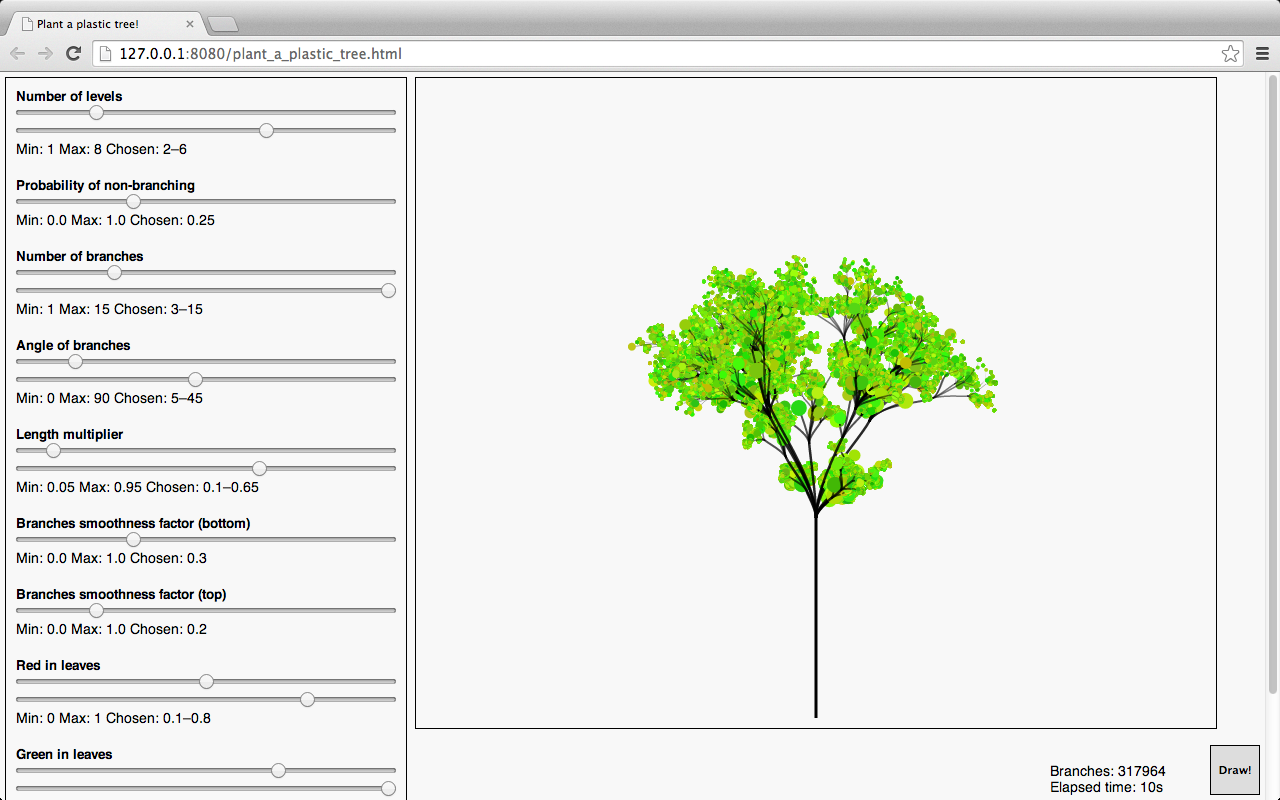 Plant a plastic tree!
127.0.0.1:8080/plant_a_plastic_tree.html
Number of levels
Min: 1 Max: 8 Chosen: 2–6
Probability of non-branching
Min: 0.0 Max: 1.0 Chosen: 0.25
Number of branches
Min: 1 Max: 15 Chosen: 3–15
Angle of branches
Min: 0 Max: 90 Chosen: 5–45
Length multiplier
Min: 0.05 Max: 0.95 Chosen: 0.1–0.65
Branches smoothness factor (bottom)
Min: 0.0 Max: 1.0 Chosen: 0.3
Branches smoothness factor (top)
Min: 0.0 Max: 1.0 Chosen: 0.2
Red in leaves
Min: 0 Max: 1 Chosen: 0.1–0.8
Green in leaves
Branches: 317964
Elapsed time: 10s
Draw!